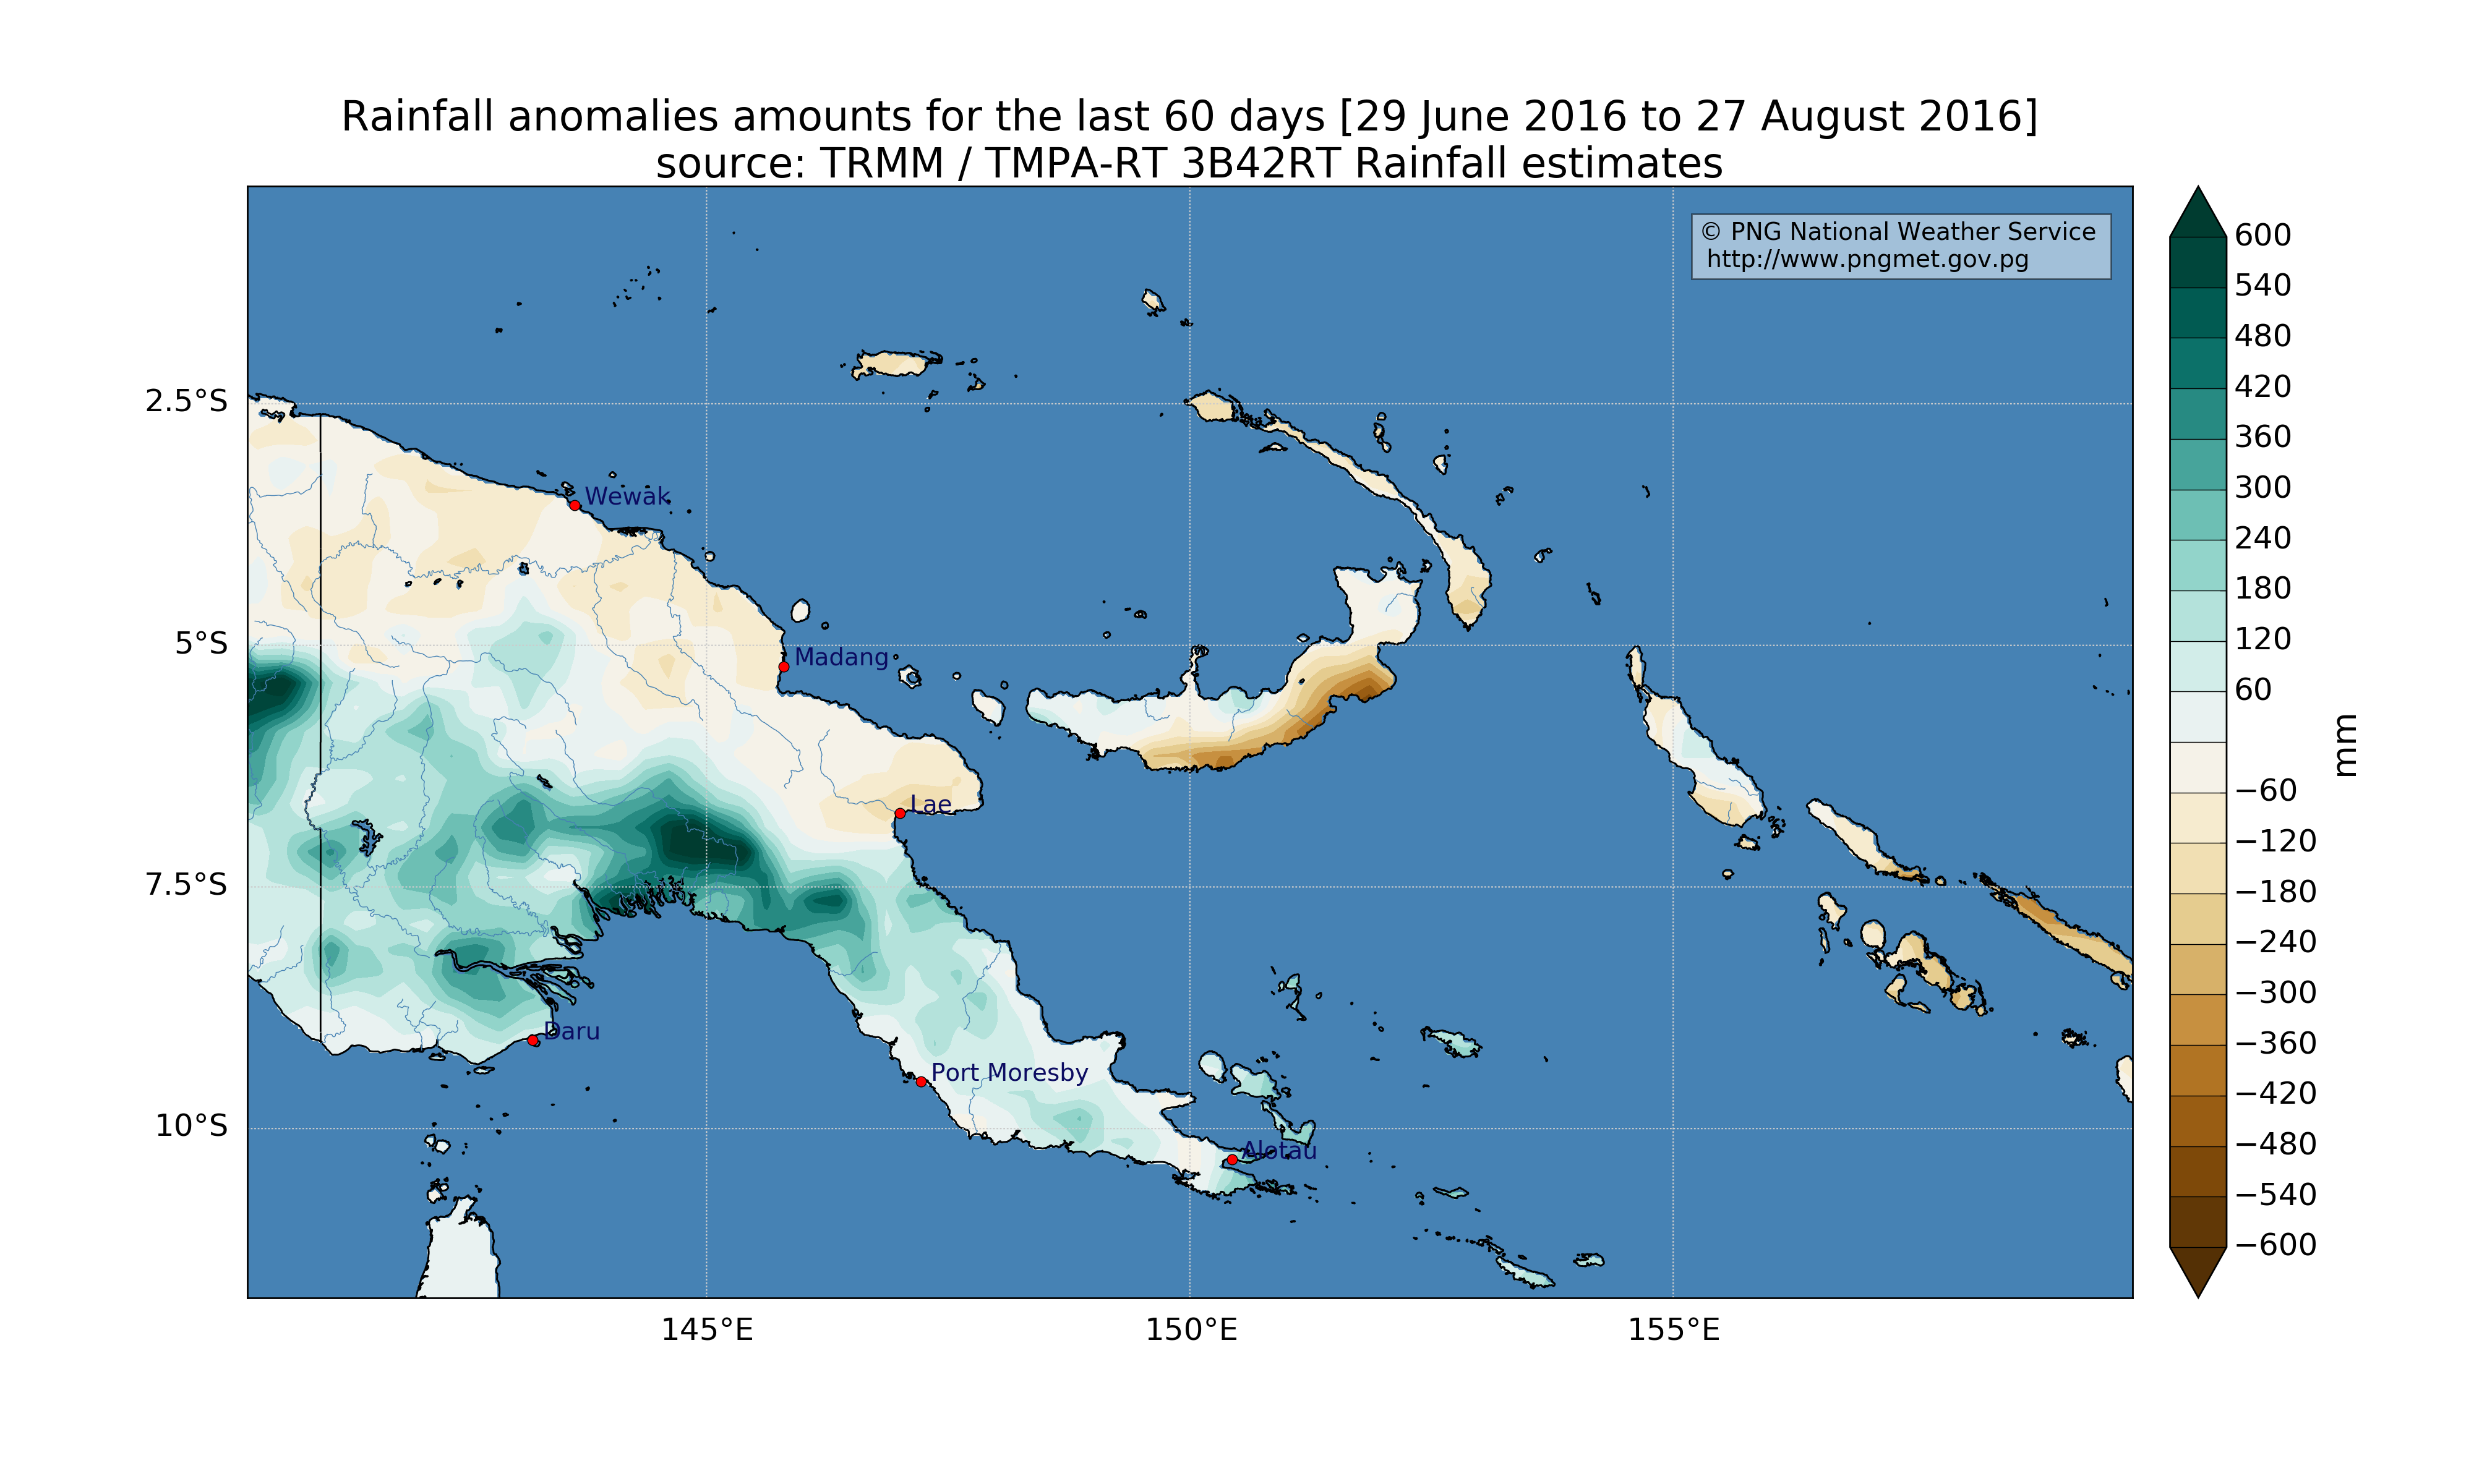 Rainfall anomalies amounts for the last 60 days [29 June 2016 to 27 August 2016]
source: TRMM / TMPA-RT 3B42RT Rainfall estimates
© PNG National Weather Service
http://www.pngmet.gov.pg
2.5°S
5°S
7.5°S
10°S
145°E
150°E
155°E
Wewak
Madang
Lae
Daru
Port Moresby
Alotau
600
540
480
420
360
300
240
180
120
60
−60
−120
−180
−240
−300
−360
−420
−480
−540
−600
mm